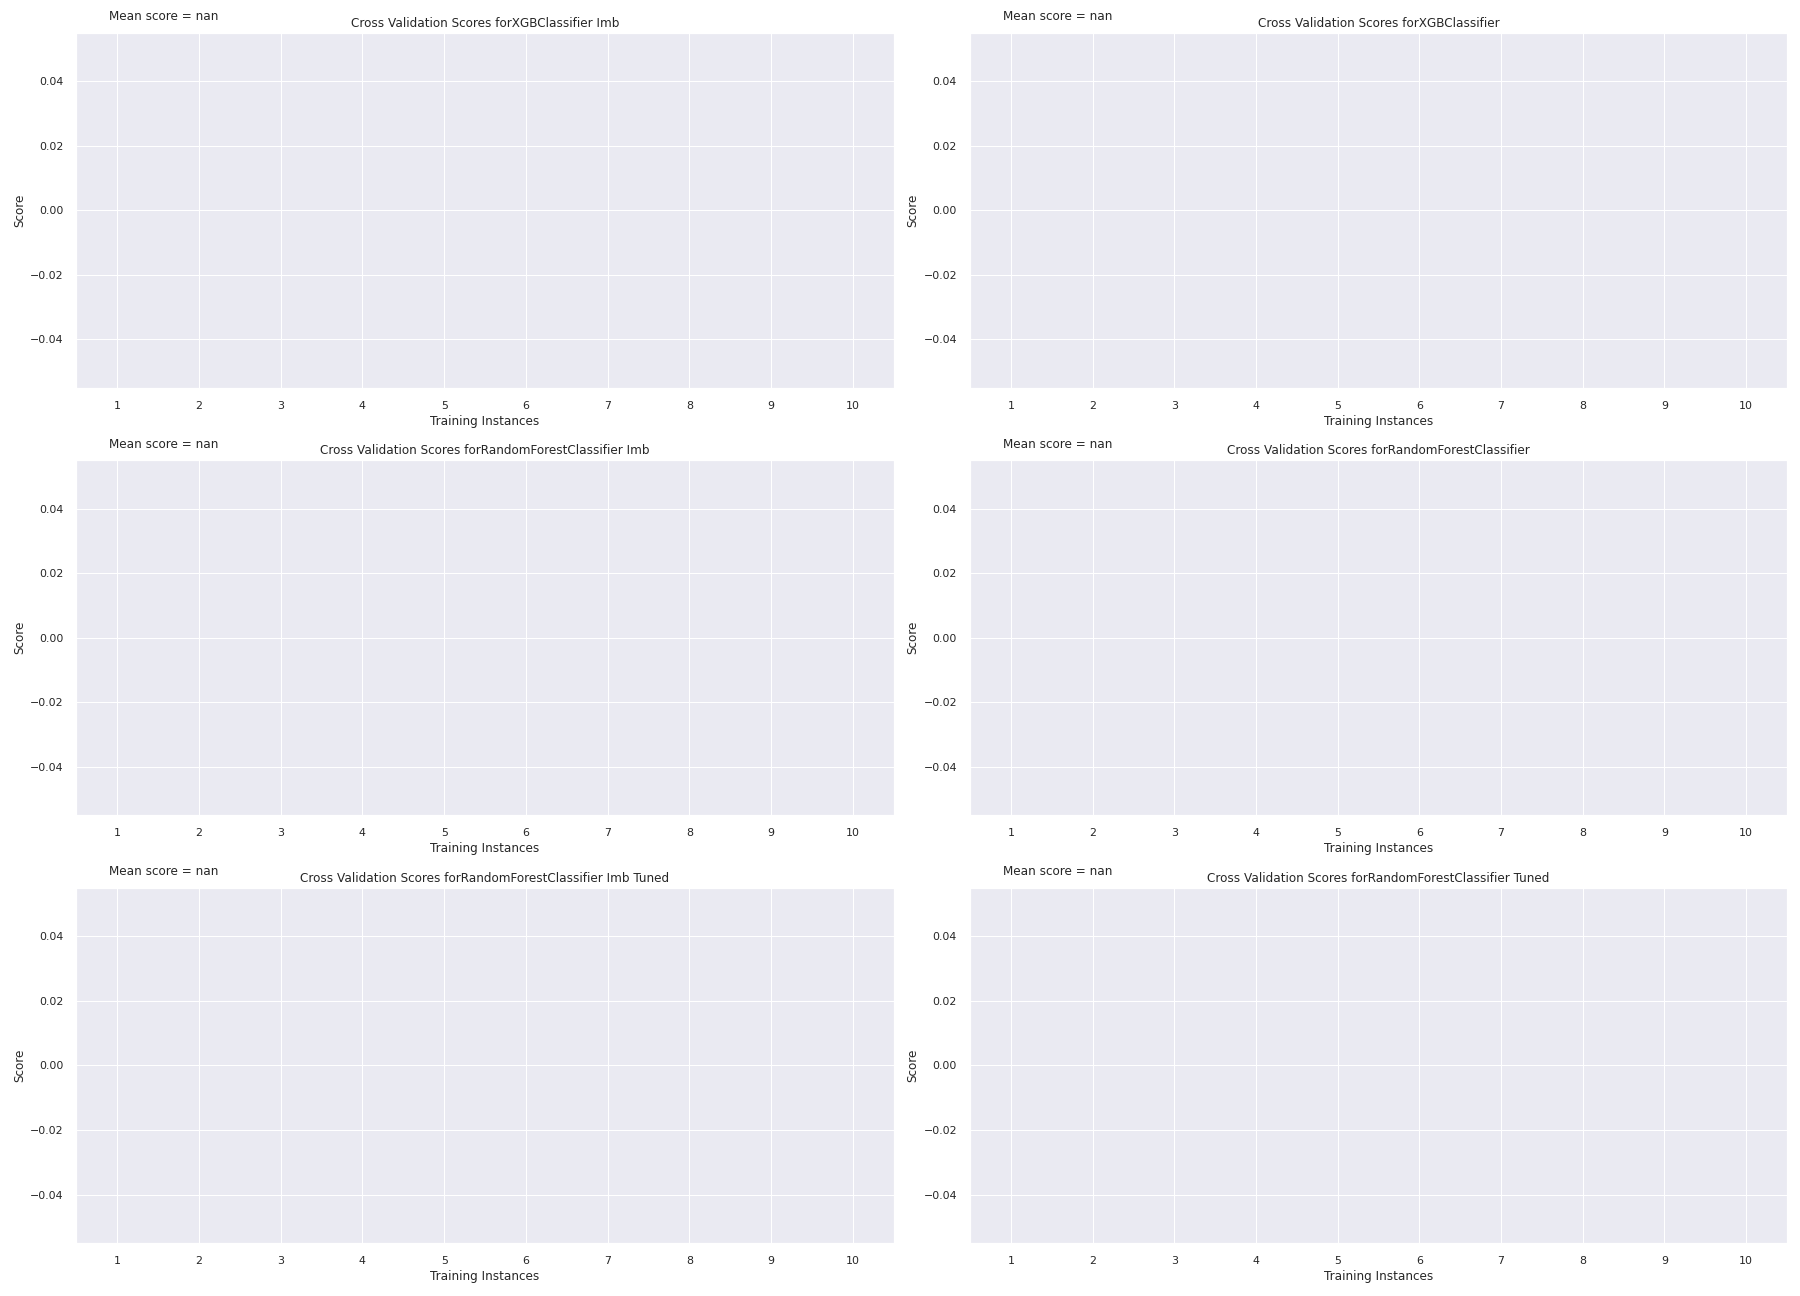 Mean score = nan
Cross Validation Scores forXGBClassifier Imb
0.04
0.02
0.00
−0.02
−0.04
Score
1 2 3 4 5 6 7 8 9 10
Training Instances
Mean score = nan
Cross Validation Scores forXGBClassifier
0.04
0.02
0.00
−0.02
−0.04
Score
1 2 3 4 5 6 7 8 9 10
Training Instances
Mean score = nan
Cross Validation Scores forRandomForestClassifier Imb
0.04
0.02
0.00
−0.02
−0.04
Score
1 2 3 4 5 6 7 8 9 10
Training Instances
Mean score = nan
Cross Validation Scores forRandomForestClassifier
0.04
0.02
0.00
−0.02
−0.04
Score
1 2 3 4 5 6 7 8 9 10
Training Instances
Mean score = nan
Cross Validation Scores forRandomForestClassifier Imb Tuned
0.04
0.02
0.00
−0.02
−0.04
Score
1 2 3 4 5 6 7 8 9 10
Training Instances
Mean score = nan
Cross Validation Scores forRandomForestClassifier Tuned
0.04
0.02
0.00
−0.02
−0.04
Score
1 2 3 4 5 6 7 8 9 10
Training Instances